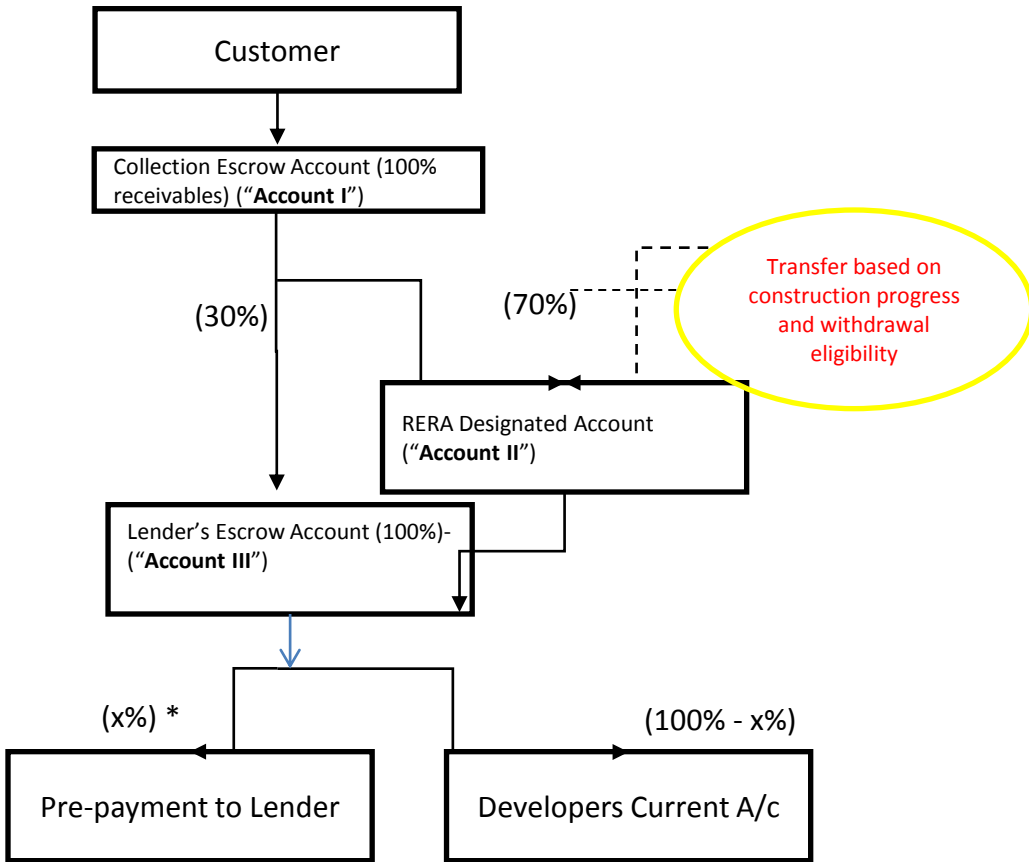 Customer
Collection Escrow Account (100%
receivables) (“Account I”)
(30%)
(70%)
Transfer based on
construction progress
and withdrawal
eligibility
RERA Designated Account
(“Account II”)
Lender’s Escrow Account (100%)-
(“Account III”)
(x%) *
(100% - x%)
Pre-payment to Lender
Developers Current A/c